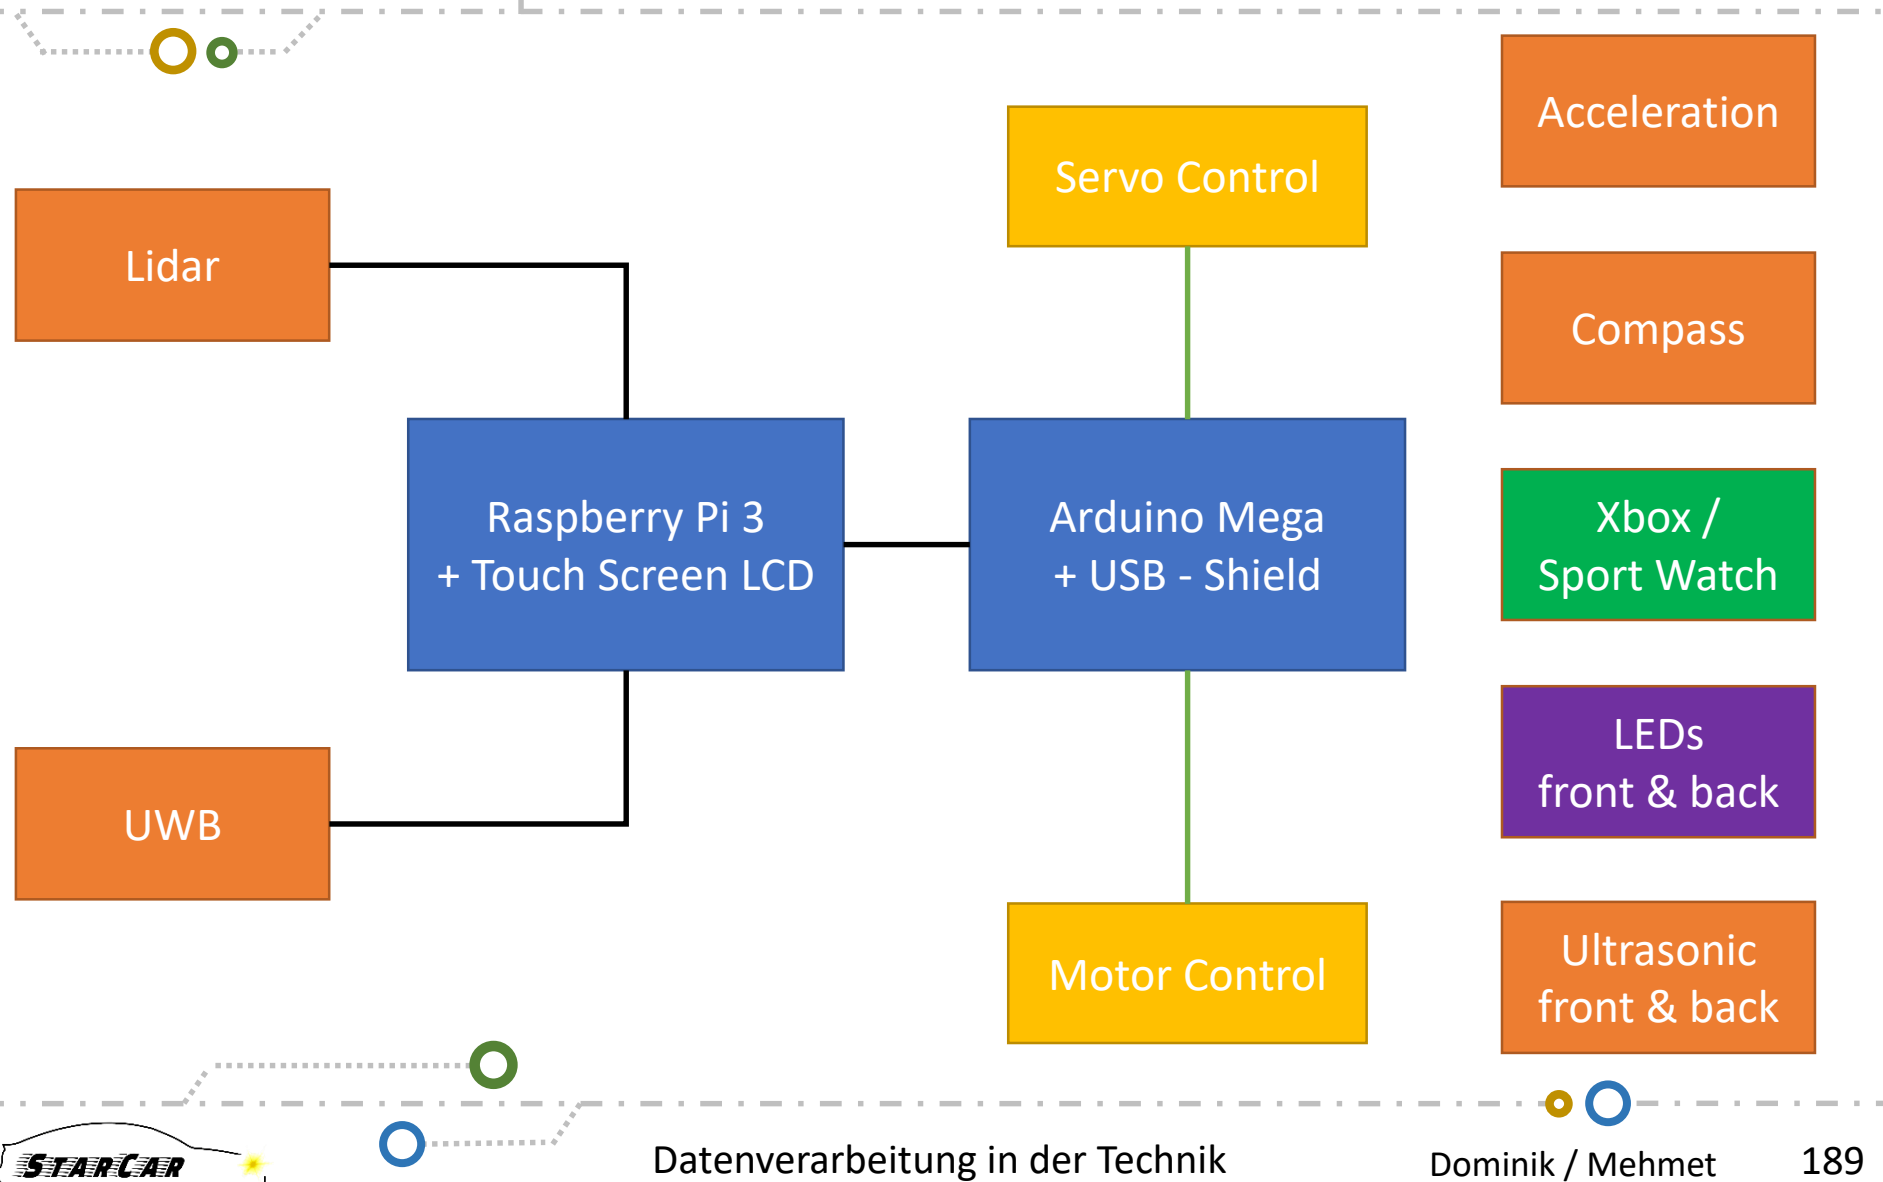 Acceleration
Servo Control
Lidar
Compass
Raspberry Pi 3
+ Touch Screen LCD
Arduino Mega
+ USB - Shield
Xbox /
Sport Watch
LEDs
front & back
UWB
Motor Control
Ultrasonic
front & back
STARCAR
Datenverarbeitung in der Technik
Dominik / Mehmet
189